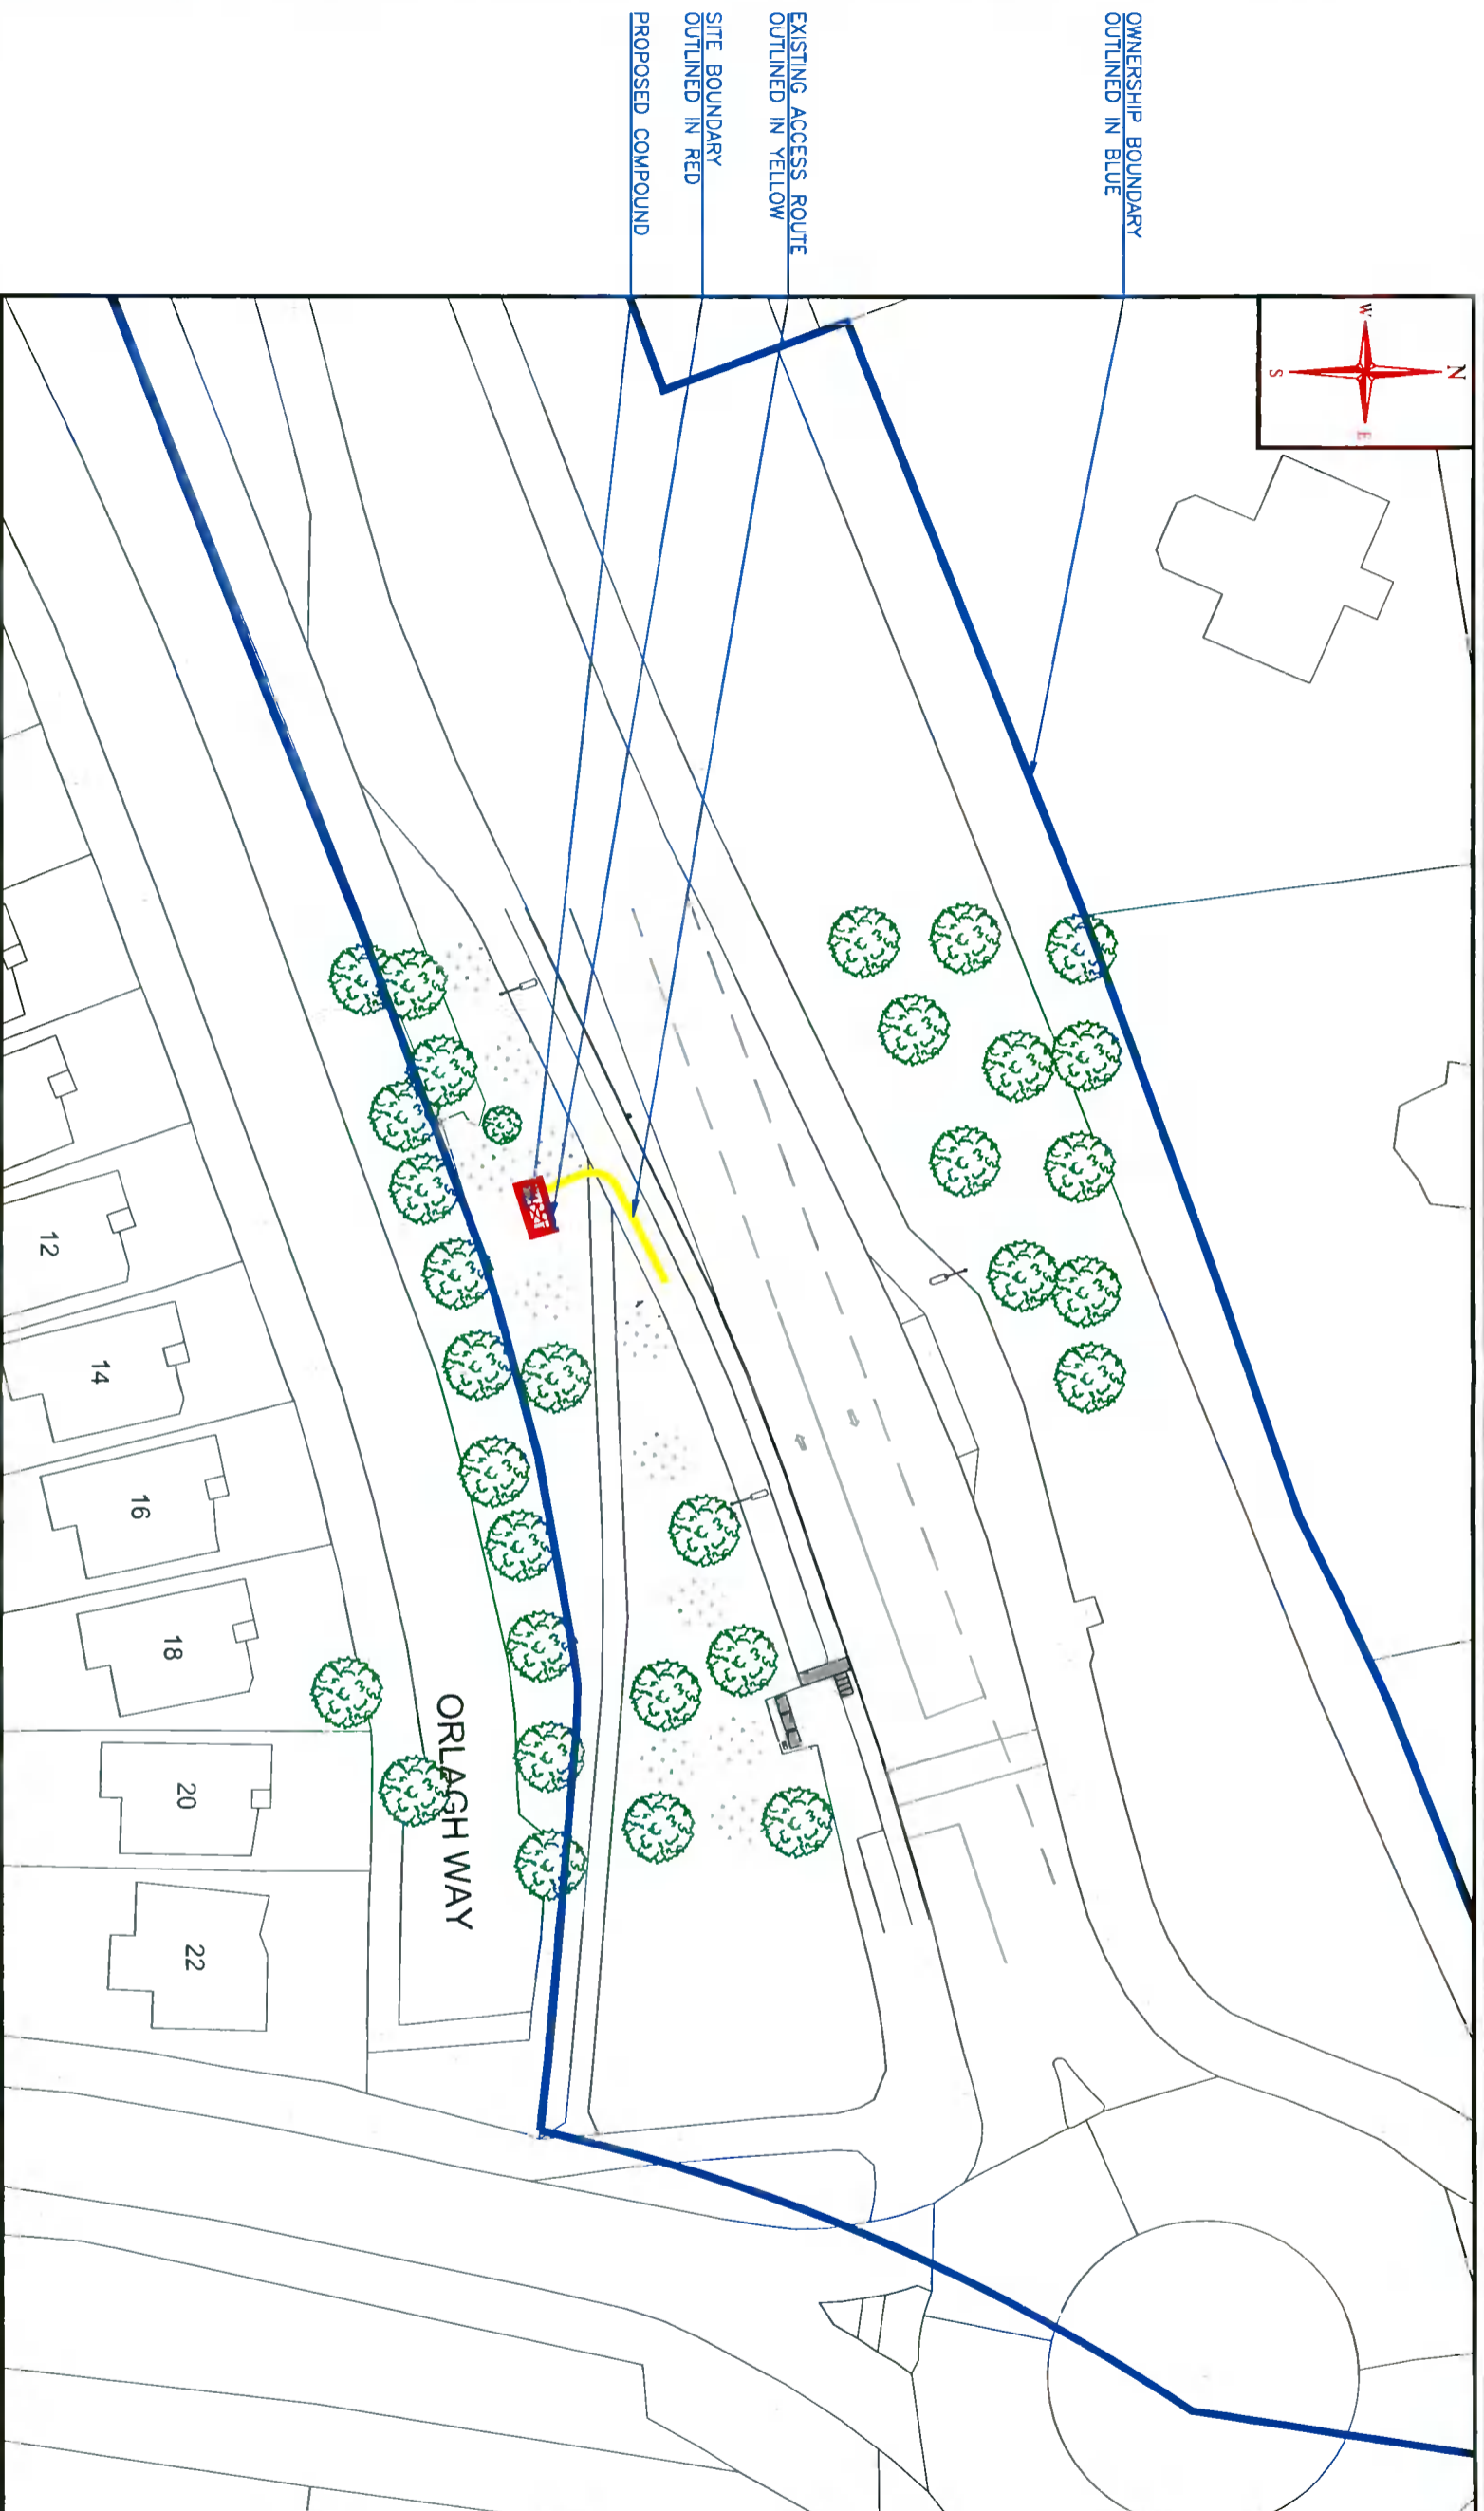 OWNERSHIP BOUNDARY
OUTLINED IN BLUE
EXISTING ACCESS ROUTE
OUTLINED IN YELLOW
SITE BOUNDARY
OUTLINED IN RED
PROPOSED COMPOUND
N
W
E
S
ORLAGH WAY
12
14
16
18
20
22